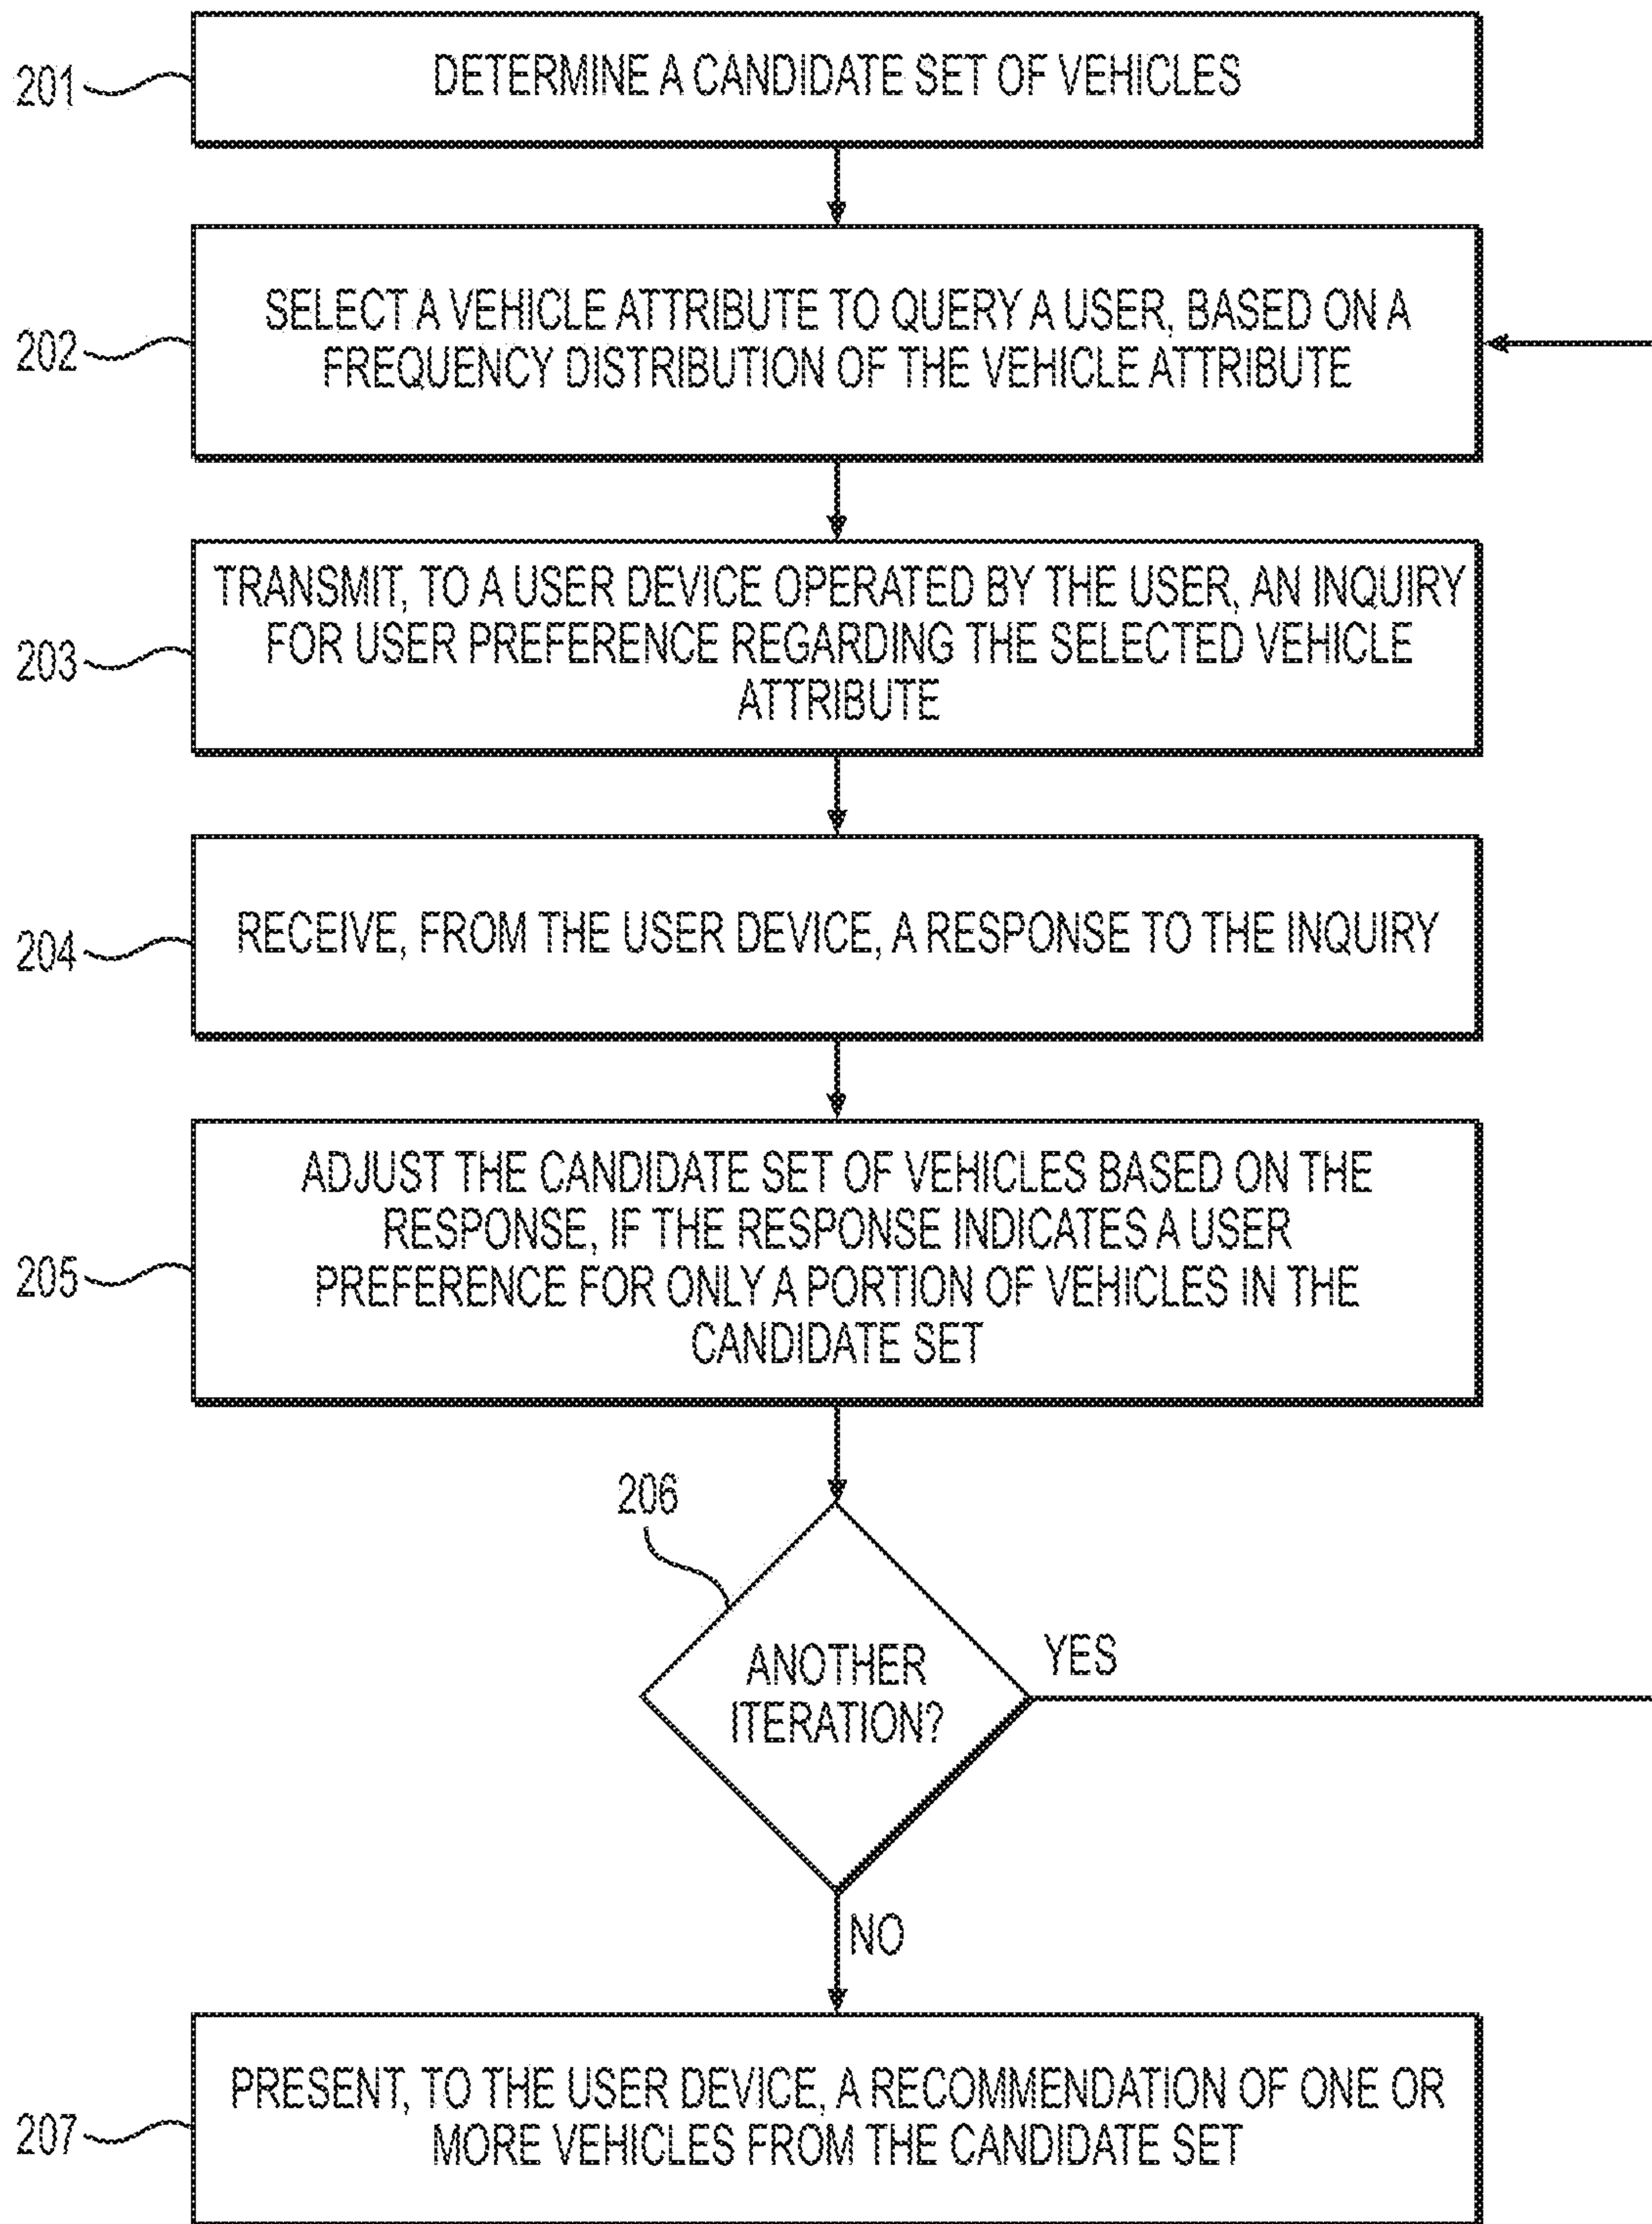 201
DETERMINE A CANDIDATE SET OF VEHICLES
202
SELECT A VEHICLE ATTRIBUTE TO QUERY A USER, BASED ON A
FREQUENCY DISTRIBUTION OF THE VEHICLE ATTRIBUTE
203
TRANSMIT, TO A USER DEVICE OPERATED BY THE USER, AN INQUIRY
FOR USER PREFERENCE REGARDING THE SELECTED VEHICLE
ATTRIBUTE
204
RECEIVE, FROM THE USER DEVICE, A RESPONSE TO THE INQUIRY
205
ADJUST THE CANDIDATE SET OF VEHICLES BASED ON THE
RESPONSE, IF THE RESPONSE INDICATES A USER
PREFERENCE FOR ONLY A PORTION OF VEHICLES IN THE
CANDIDATE SET
206
ANOTHER
ITERATION?
YES
NO
207
PRESENT, TO THE USER DEVICE, A RECOMMENDATION OF ONE OR
MORE VEHICLES FROM THE CANDIDATE SET